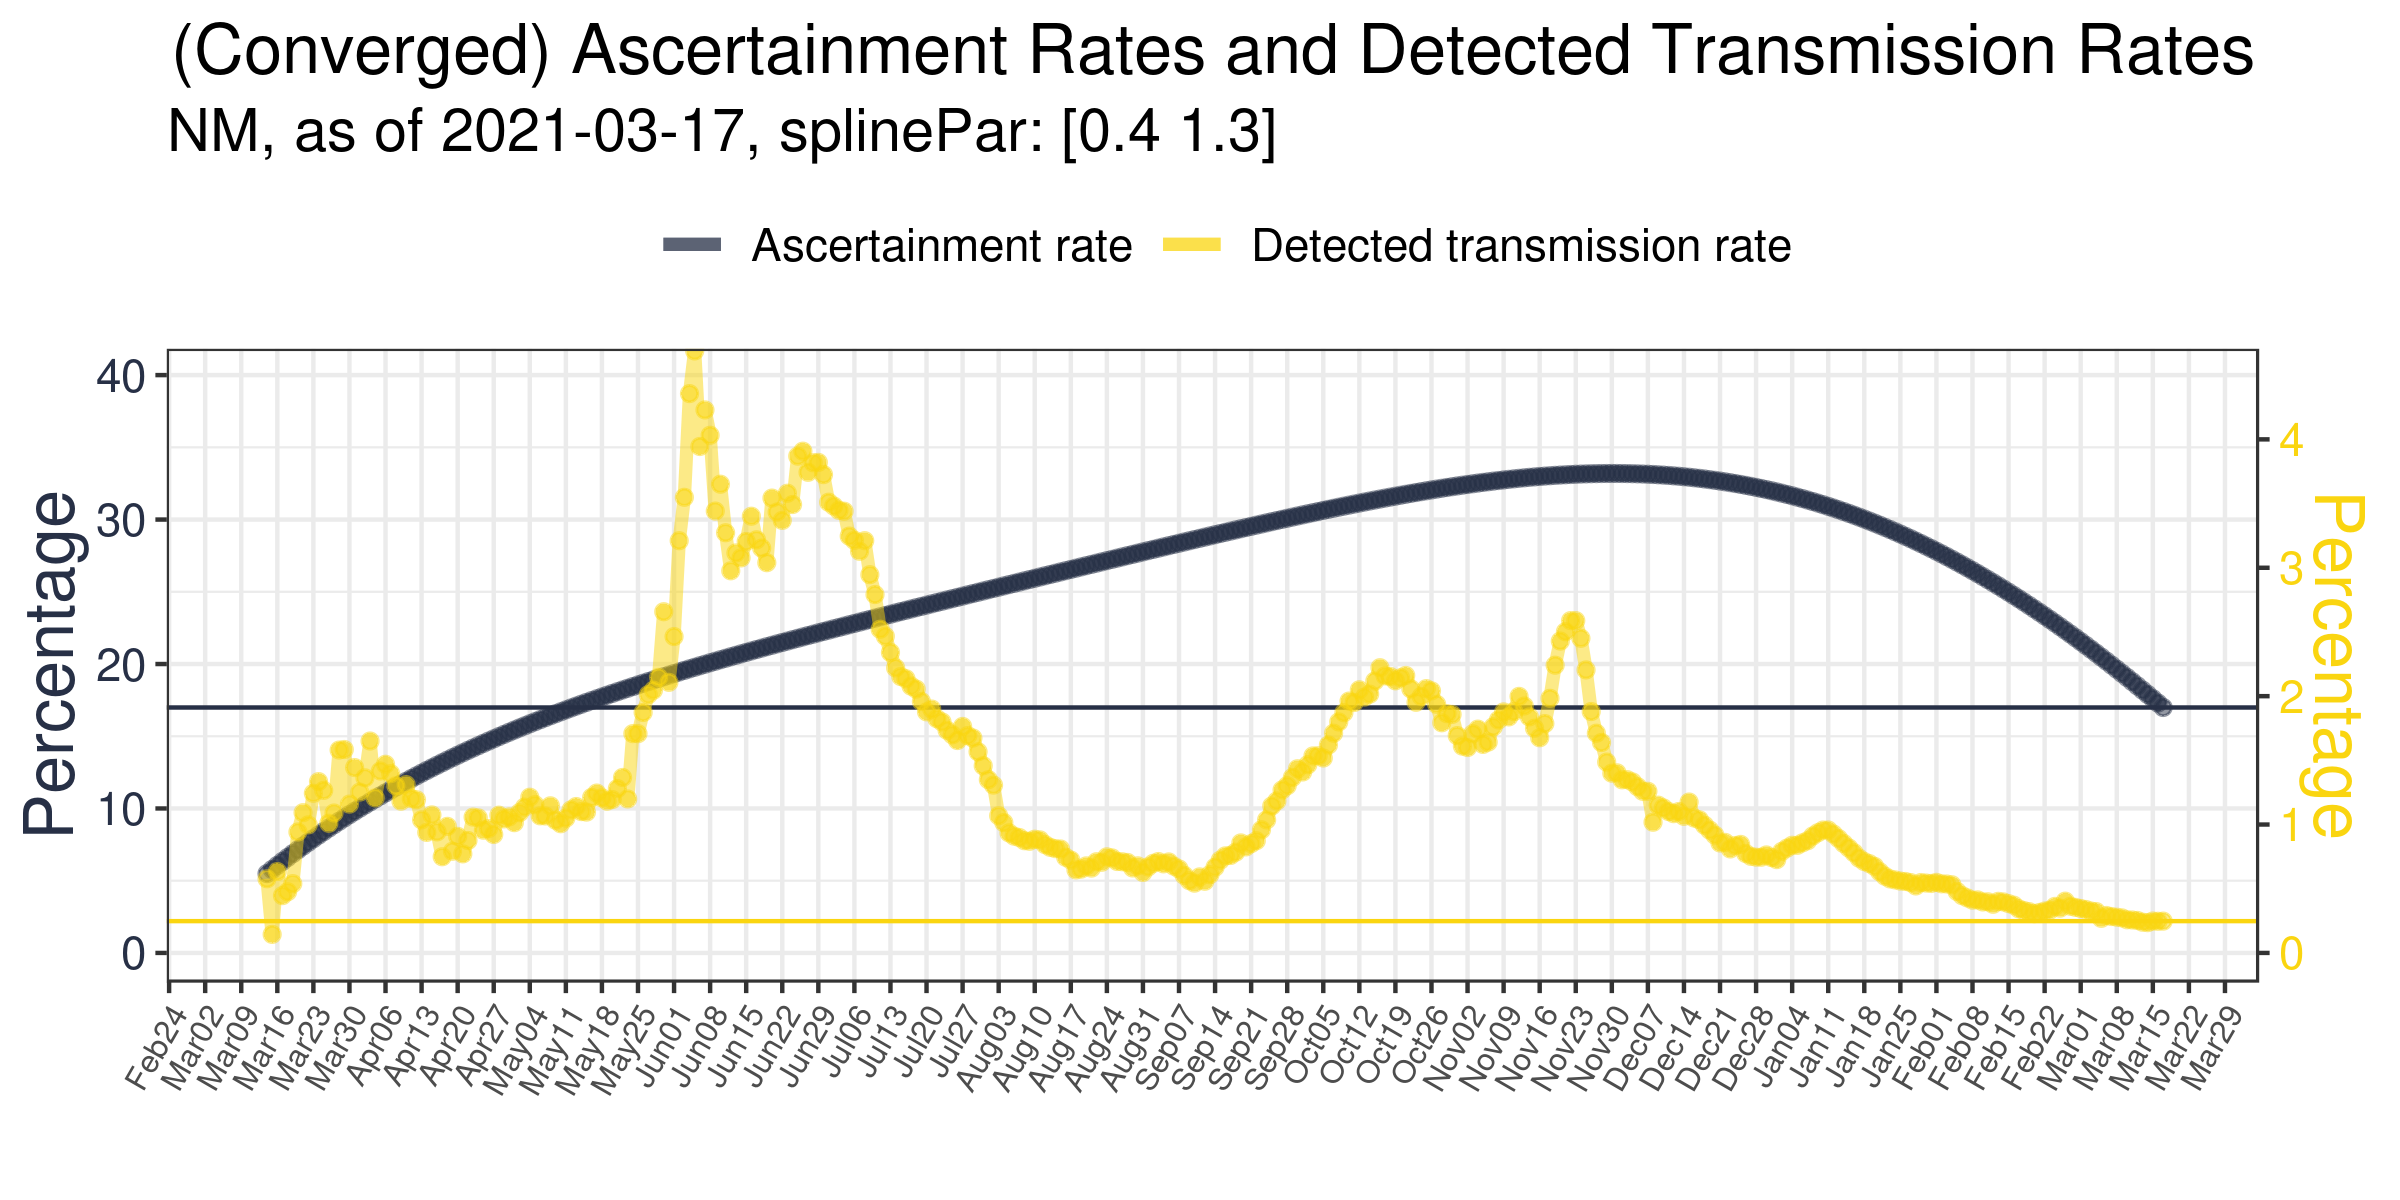 (Converged) Ascertainment Rates and Detected Transmission Rates
NM, as of 2021-03-17, splinePar: [0.4 1.3]
Ascertainment rate
Detected transmission rate
Percentage
40
30
20
10
0
4
3
2
1
0
Percentage
Feb24
Mar02
Mar09
Mar16
Mar23
Mar30
Apr06
Apr13
Apr20
Apr27
May04
May11
May18
May25
Jun01
Jun08
Jun15
Jun22
Jun29
Jul06
Jul13
Jul20
Jul27
Aug03
Aug10
Aug17
Aug24
Aug31
Sep07
Sep14
Sep21
Sep28
Oct05
Oct12
Oct19
Oct26
Nov02
Nov09
Nov16
Nov23
Nov30
Dec07
Dec14
Dec21
Dec28
Jan04
Jan11
Jan18
Jan25
Feb01
Feb08
Feb15
Feb22
Mar01
Mar08
Mar15
Mar22
Mar29